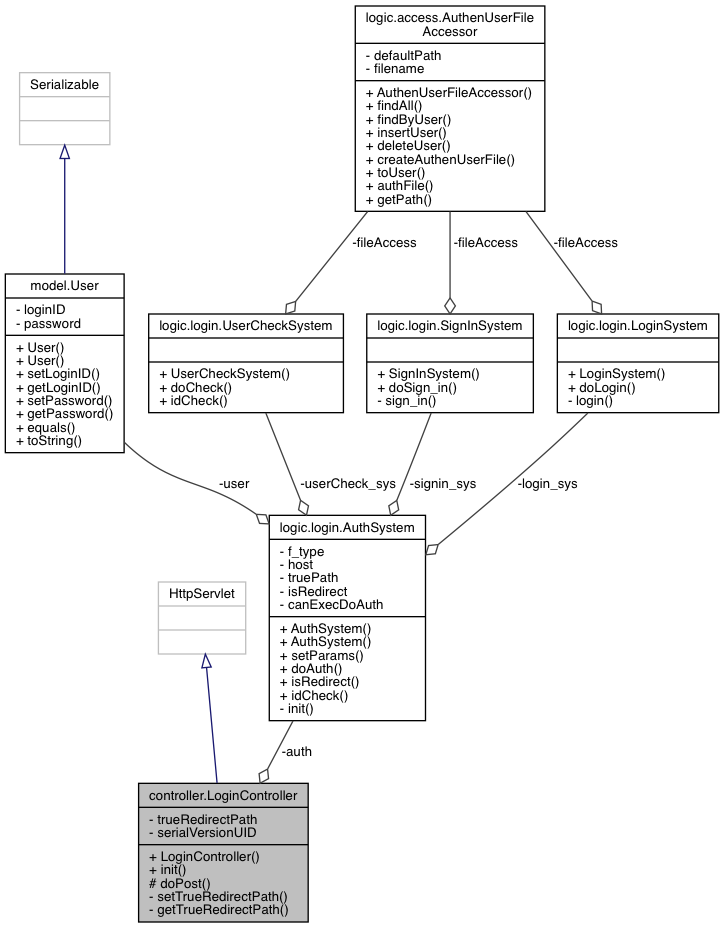 logic.access.AuthenUserFile
Accessor
- defaultPath
- filename
+ AuthenUserFileAccessor()
+ findAll()
+ findByUser()
+ insertUser()
+ deleteUser()
+ createAuthenUserFile()
+ toUser()
+ authFile()
+ getPath()
Serializable
-fileAccess
-fileAccess
-fileAccess
model.User
- loginID
- password
+ User()
+ User()
+ setLoginID()
+ getLoginID()
+ setPassword()
+ getPassword()
+ equals()
+ toString()
logic.login.UserCheckSystem
+ UserCheckSystem()
+ doCheck()
+ idCheck()
logic.login.SignInSystem
+ SignInSystem()
+ doSign_in()
- sign_in()
logic.login.LoginSystem
+ LoginSystem()
+ doLogin()
- login()
-user
-userCheck_sys
-signin_sys
-login_sys
logic.login.AuthSystem
- f_type
- host
- truePath
- isRedirect
- canExecDoAuth
+ AuthSystem()
+ AuthSystem()
+ setParams()
+ doAuth()
+ isRedirect()
+ idCheck()
- init()
HttpServlet
-auth
controller.LoginController
- trueRedirectPath
- serialVersionUID
+ LoginController()
+ init()
# doPost()
- setTrueRedirectPath()
- getTrueRedirectPath()